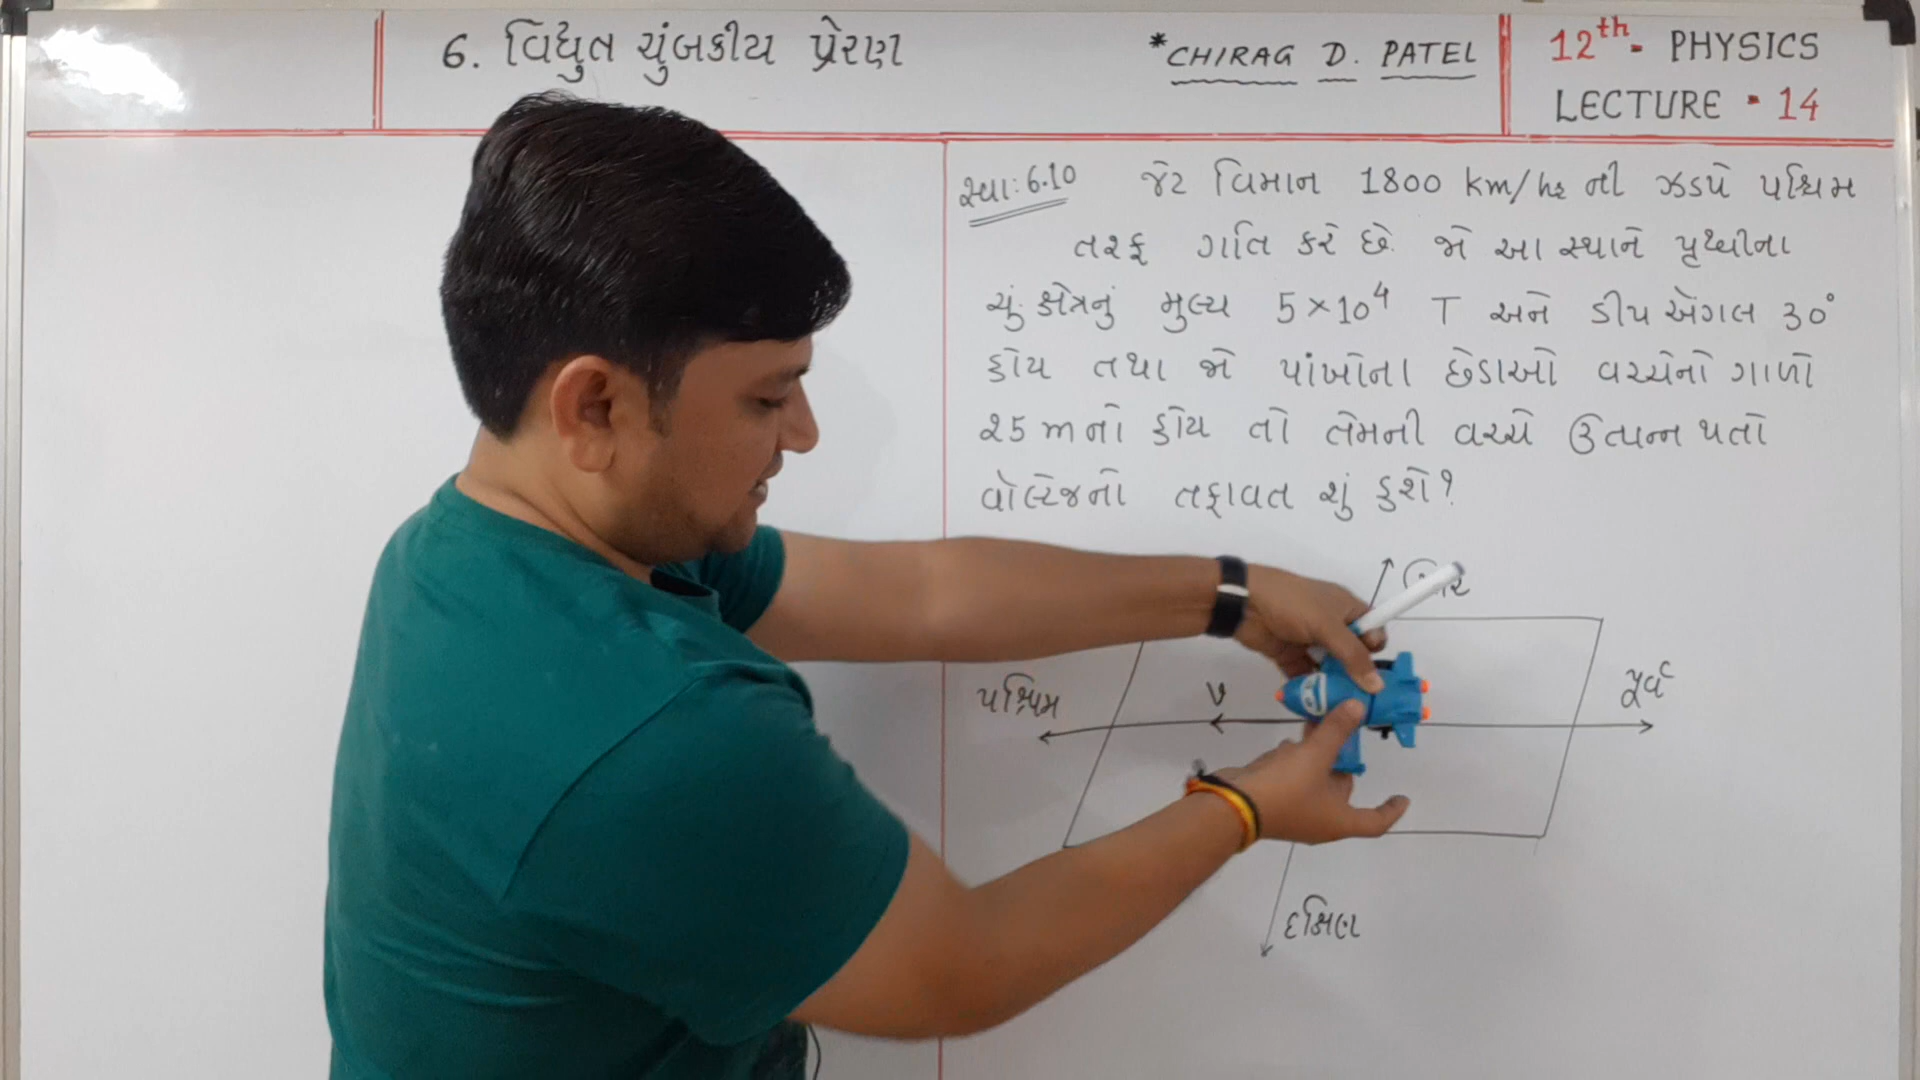 6. વિદ્યુત ચુંબકીય પ્રેરણ
*CHIRAG D. PATEL
12th - PHYSICS
LECTURE - 14
સ્વા: 6.10 જેટ વિમાન 1800 km/hr ની ઝડપે પશ્ચિમ
તરફ ગતિ કરે છે. જો આ સ્થાને પૃથ્વીના
ચું. ક્ષેત્રનું મુલ્ય 5×10⁴ T અને ડીપ એંગલ 30°
હોય તથા જો પાંખોના છેડાઓ વચ્ચેનો ગાળો
25 m નો હોય તો તેમની વચ્ચે ઉત્પન્ન થતો
વોલ્ટેજનો તફાવત શું હશે?
પશ્ચિમ
v
પૂર્વ
દક્ષિણ